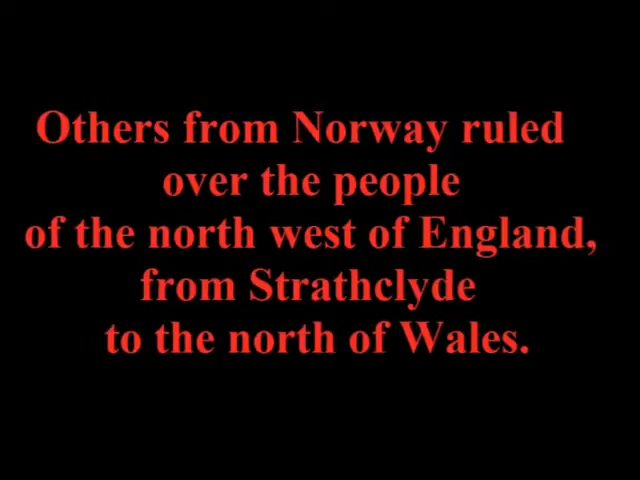 Others from Norway ruled
over the people
of the north west of England,
from Strathclyde
to the north of Wales.